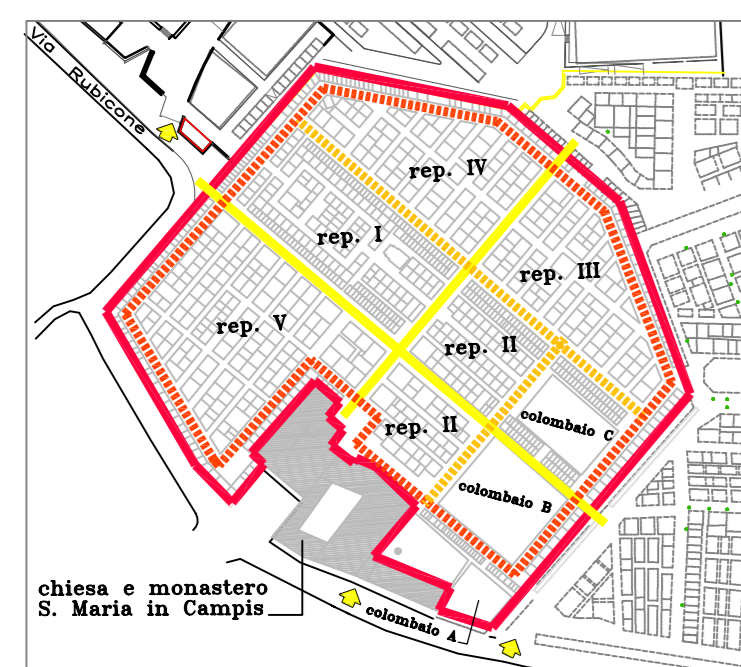 Via Rubicone
rep. IV
rep. I
rep. III
rep. V
rep. II
rep. II
colombaio C
colombaio B
chiesa e monastero
S. Maria in Campis
colombaio A